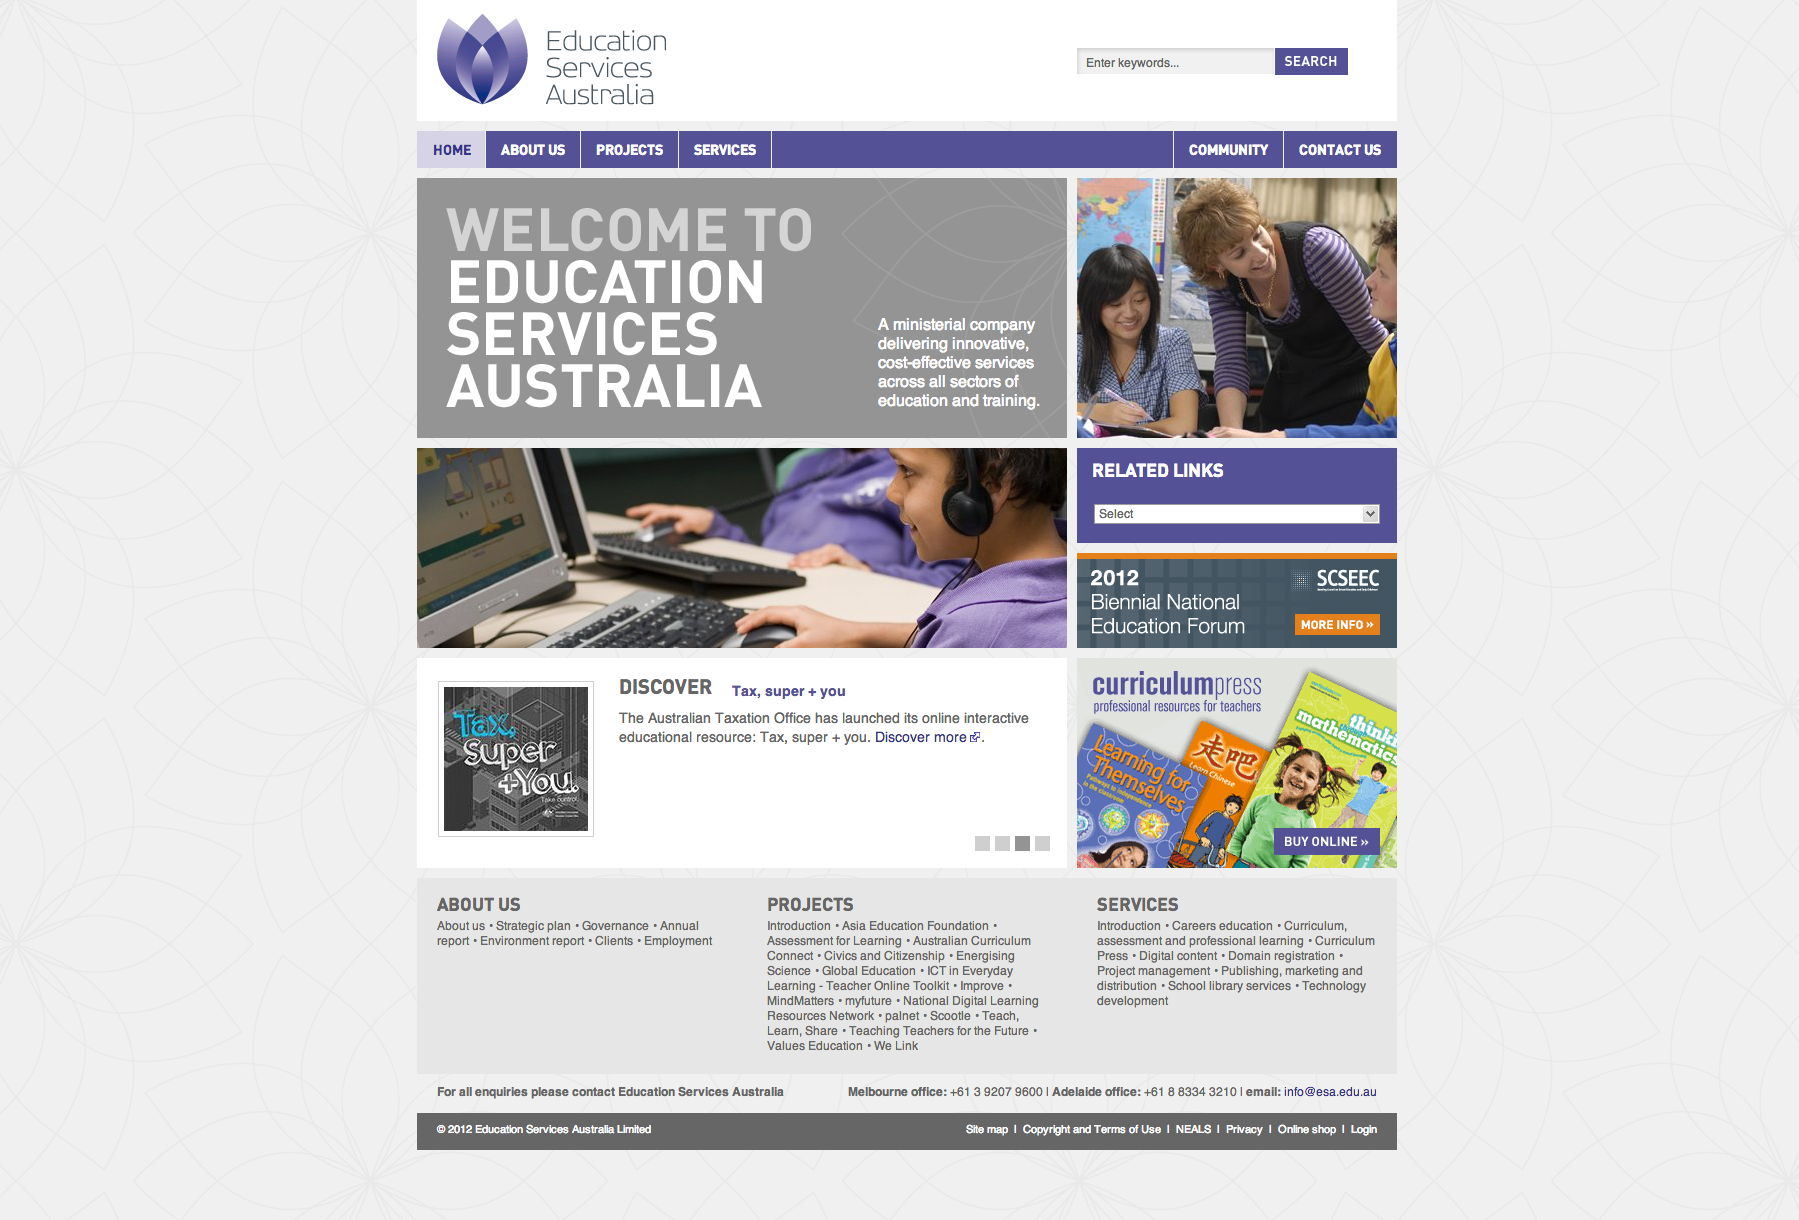 Education
Services
Australia
Enter keywords...
SEARCH
HOME
ABOUT US
PROJECTS
SERVICES
COMMUNITY
CONTACT US
WELCOME TO
EDUCATION
SERVICES
AUSTRALIA
A ministerial company
delivering innovative,
cost-effective services
across all sectors of
education and training.
RELATED LINKS
Select
2012
Biennial National
Education Forum
SCSEEC
MORE INFO »
Tax,
Super
+You.
Take control.
DISCOVER Tax, super + you
The Australian Taxation Office has launched its online interactive
educational resource: Tax, super + you. Discover more.
curriculumpress
professional resources for teachers
Learning for
Themselves
Pathways to independence
in the classroom
走吧
Learn Chinese
mathematics
BUY ONLINE »
ABOUT US
About us • Strategic plan • Governance • Annual
report • Environment report • Clients • Employment
PROJECTS
Introduction • Asia Education Foundation •
Assessment for Learning • Australian Curriculum
Connect • Civics and Citizenship • Energising
Science • Global Education • ICT in Everyday
Learning - Teacher Online Toolkit • Improve •
MindMatters • myfuture • National Digital Learning
Resources Network • palnet • Scootle • Teach,
Learn, Share • Teaching Teachers for the Future •
Values Education • We Link
SERVICES
Introduction • Careers education • Curriculum,
assessment and professional learning • Curriculum
Press • Digital content • Domain registration •
Project management • Publishing, marketing and
distribution • School library services • Technology
development
For all enquiries please contact Education Services Australia
Melbourne office: +61 3 9207 9600 | Adelaide office: +61 8 8334 3210 | email: info@esa.edu.au
© 2012 Education Services Australia Limited
Site map | Copyright and Terms of Use | NEALS | Privacy | Online shop | Login